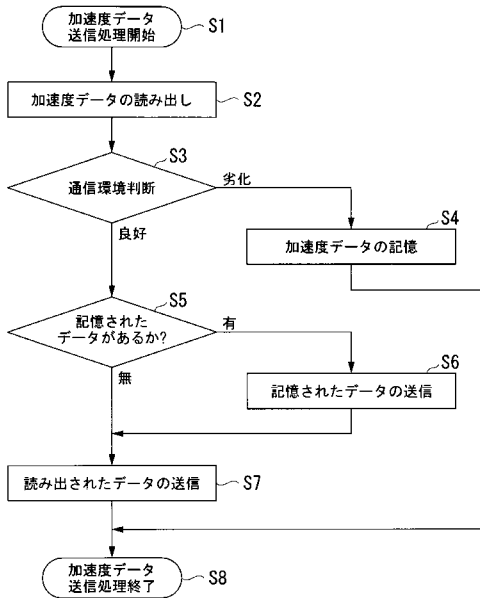 加速度データ
送信処理開始
S1
加速度データの読み出し
S2
S3
通信環境判断
劣化
良好
S4
加速度データの記憶
S5
記憶された
データがあるか?
有
無
S6
記憶されたデータの送信
読み出されたデータの送信
S7
加速度データ
送信処理終了
S8